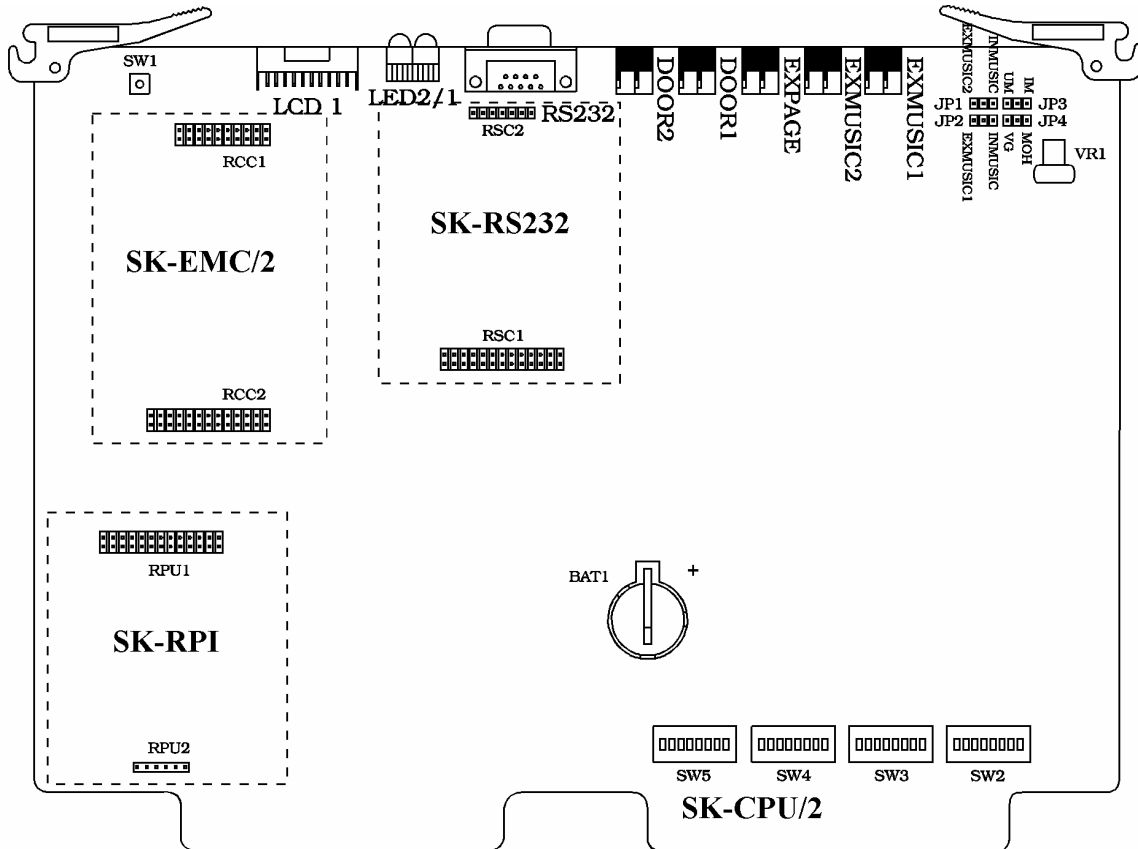 SW1
LCD 1
LED2/1
RS232
RSC2
DOOR2
DOOR1
EXPAGE
EXMUSIC2
EXMUSIC1
EXMUSIC2
INMUSIC
UM
IM
JP1
JP3
JP2
JP4
EXMUSIC1
INMUSIC
VG
MOH
VR1
RCC1
SK-EMC/2
RCC2
SK-RS232
RSC1
RPU1
SK-RPI
RPU2
BAT1
+
SW5
SW4
SW3
SW2
SK-CPU/2